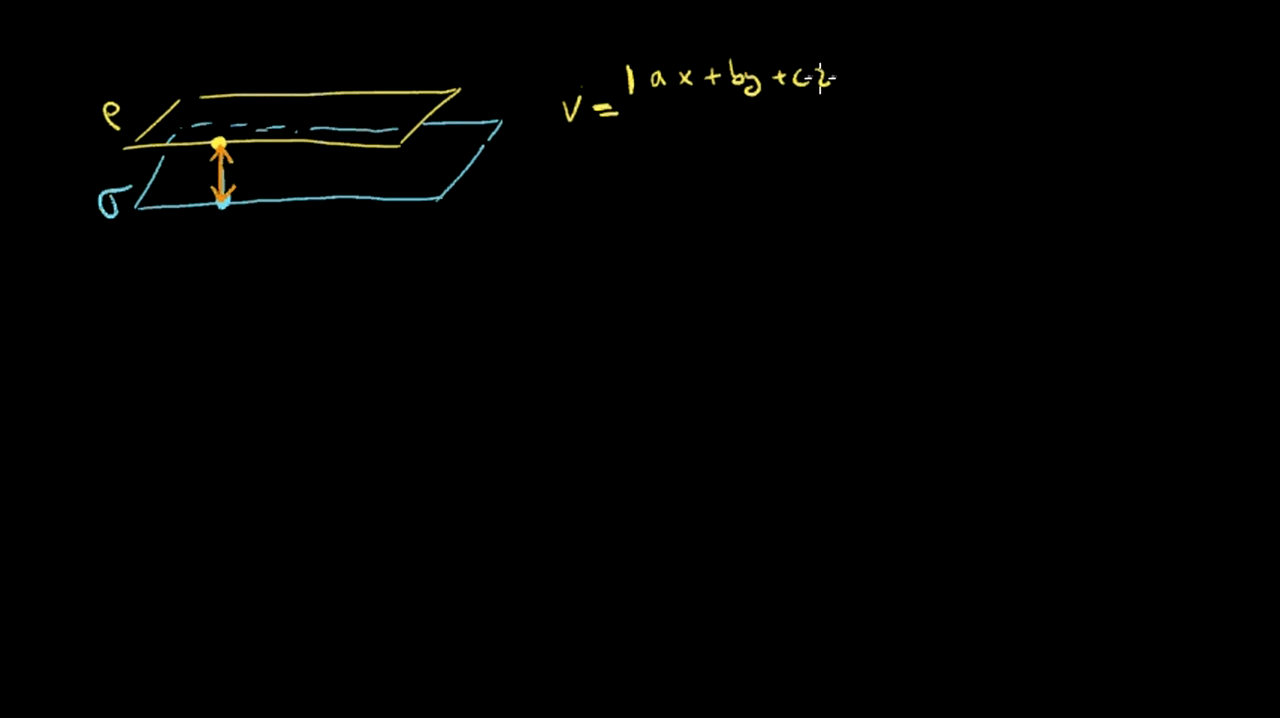 ρ
σ
v = | ax + by + cz